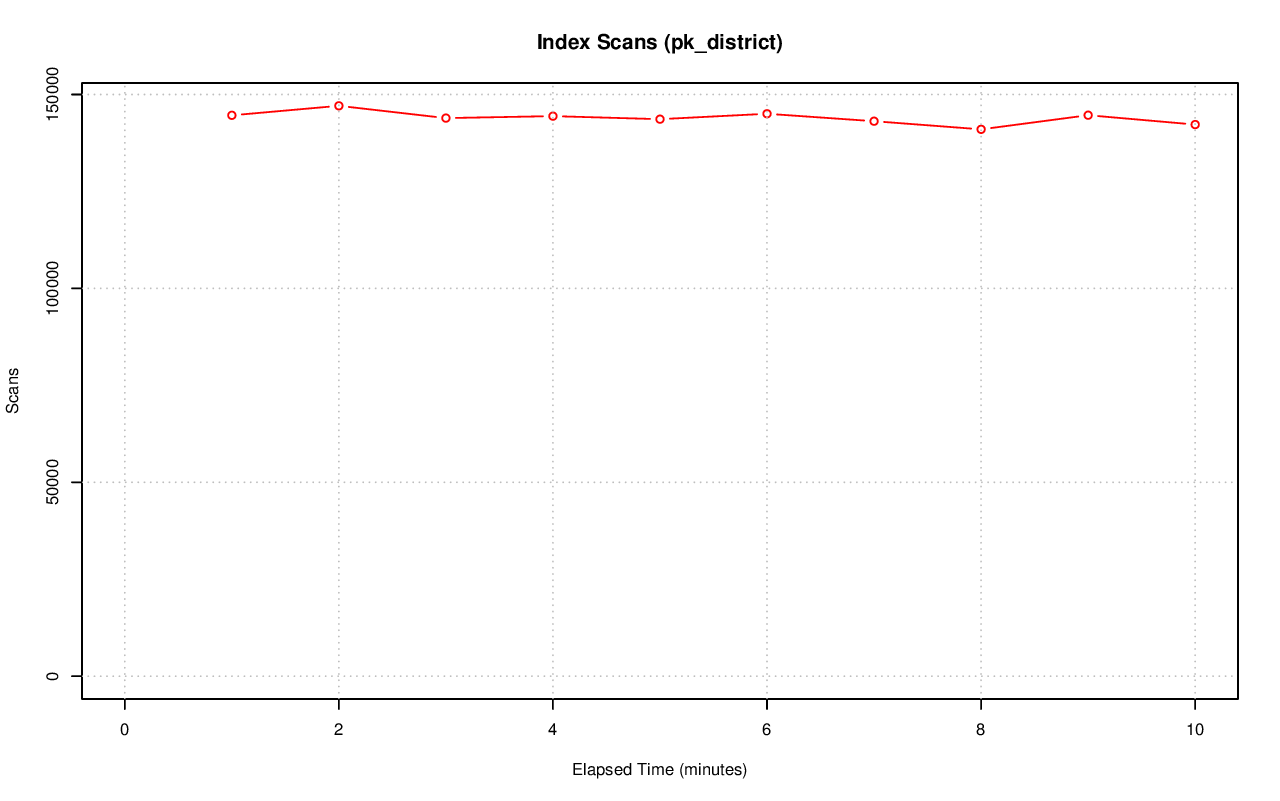 Index Scans (pk_district)
150000
100000
50000
0
Scans
0 2 4 6 8 10
Elapsed Time (minutes)